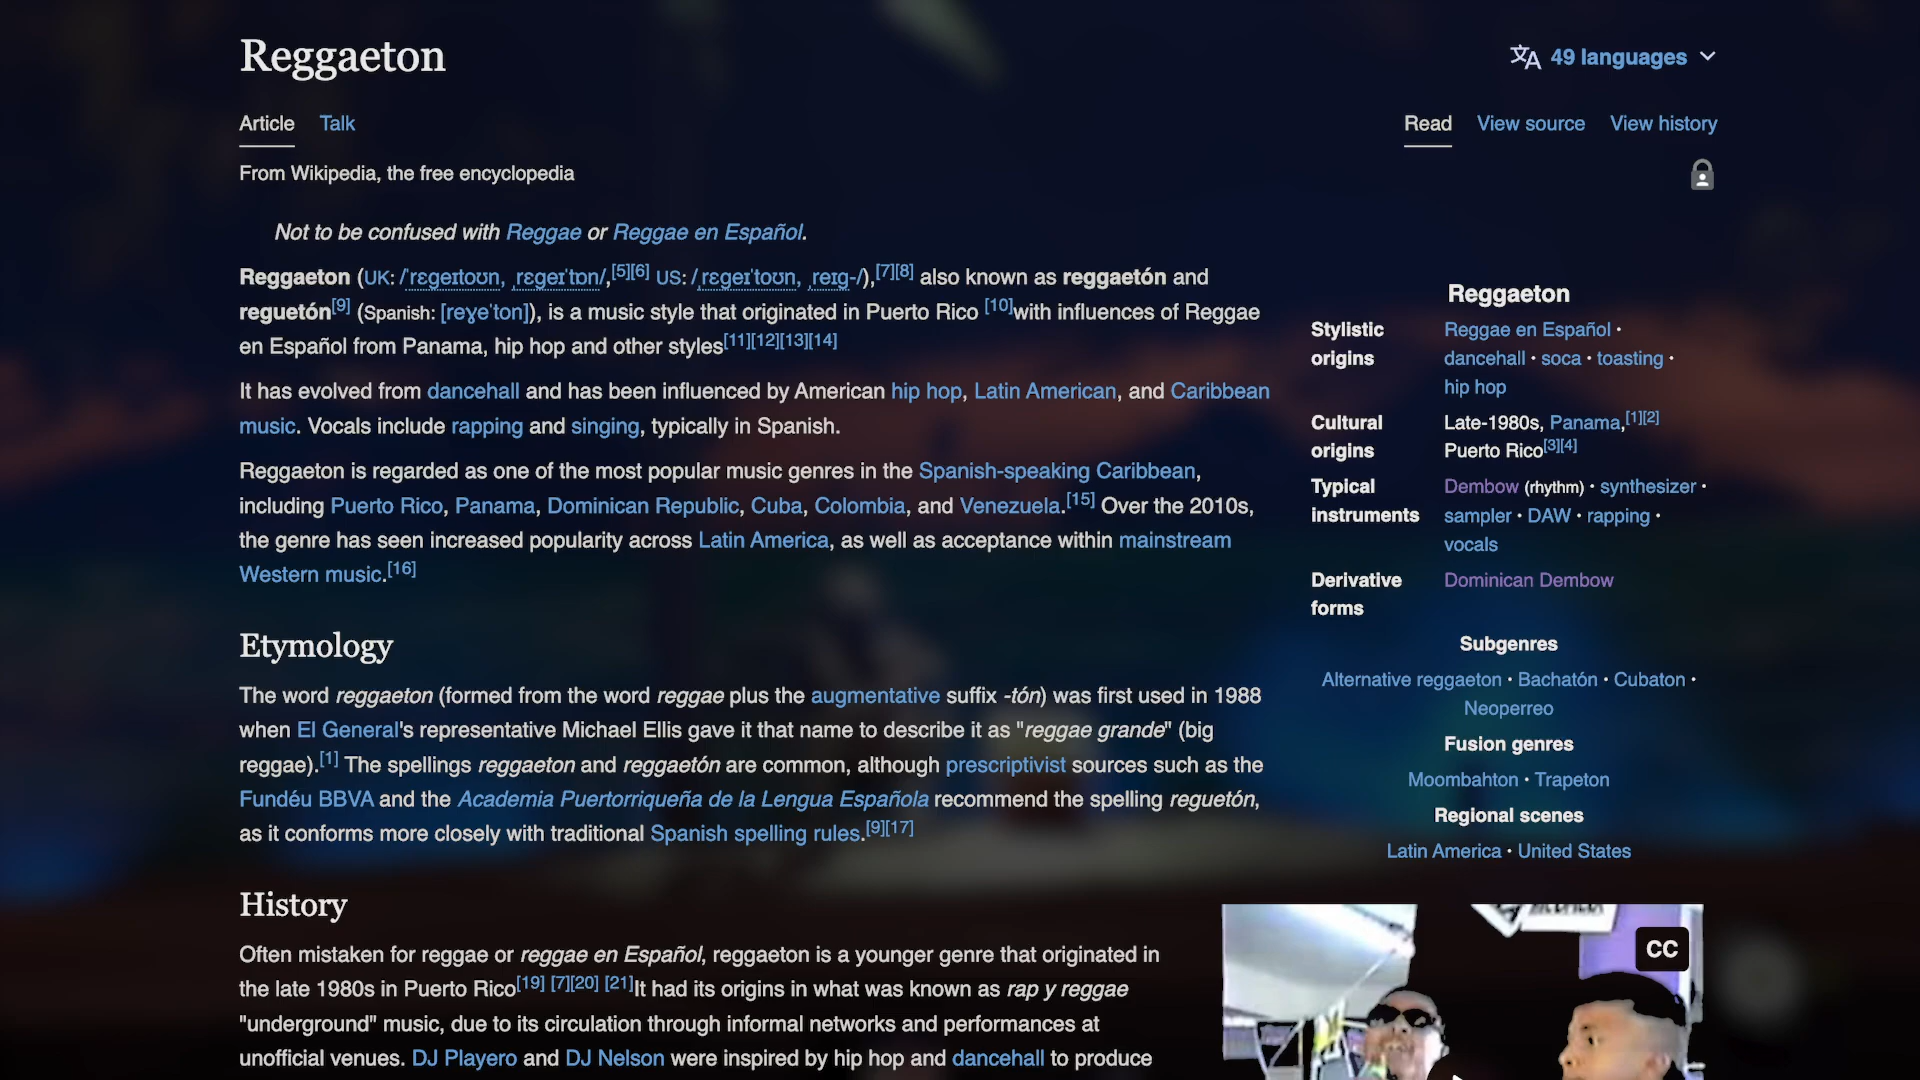 Reggaeton
49 languages
Article Talk
Read View source View history
From Wikipedia, the free encyclopedia
Not to be confused with Reggae or Reggae en Español.
Reggaeton (UK: /ˈrɛɡeɪtoʊn, ˌrɛɡeɪˈtɒn/,[5][6] US: /ˌrɛɡeɪˈtoʊn, ˌreɪɡ-/),[7][8] also known as reggaetón and
reguetón[9] (Spanish: [reɣeˈton]), is a music style that originated in Puerto Rico [10]with influences of Reggae
en Español from Panama, hip hop and other styles[11][12][13][14]
It has evolved from dancehall and has been influenced by American hip hop, Latin American, and Caribbean
music. Vocals include rapping and singing, typically in Spanish.
Reggaeton is regarded as one of the most popular music genres in the Spanish-speaking Caribbean,
including Puerto Rico, Panama, Dominican Republic, Cuba, Colombia, and Venezuela.[15] Over the 2010s,
the genre has seen increased popularity across Latin America, as well as acceptance within mainstream
Western music.[16]
Etymology
The word reggaeton (formed from the word reggae plus the augmentative suffix -tón) was first used in 1988
when El General's representative Michael Ellis gave it that name to describe it as "reggae grande" (big
reggae).[1] The spellings reggaeton and reggaetón are common, although prescriptivist sources such as the
Fundéu BBVA and the Academia Puertorriqueña de la Lengua Española recommend the spelling reguetón,
as it conforms more closely with traditional Spanish spelling rules.[9][17]
History
Often mistaken for reggae or reggae en Español, reggaeton is a younger genre that originated in
the late 1980s in Puerto Rico[19] [7][20] [21]It had its origins in what was known as rap y reggae
"underground" music, due to its circulation through informal networks and performances at
unofficial venues. DJ Playero and DJ Nelson were inspired by hip hop and dancehall to produce
Reggaeton
Stylistic origins
Reggae en Español •
dancehall • soca • toasting •
hip hop
Cultural origins
Late-1980s, Panama,[1][2]
Puerto Rico[3][4]
Typical instruments
Dembow (rhythm) • synthesizer •
sampler • DAW • rapping •
vocals
Derivative forms
Dominican Dembow
Subgenres
Alternative reggaeton • Bachatón • Cubaton •
Neoperreo
Fusion genres
Moombahton • Trapeton
Regional scenes
Latin America • United States
CC